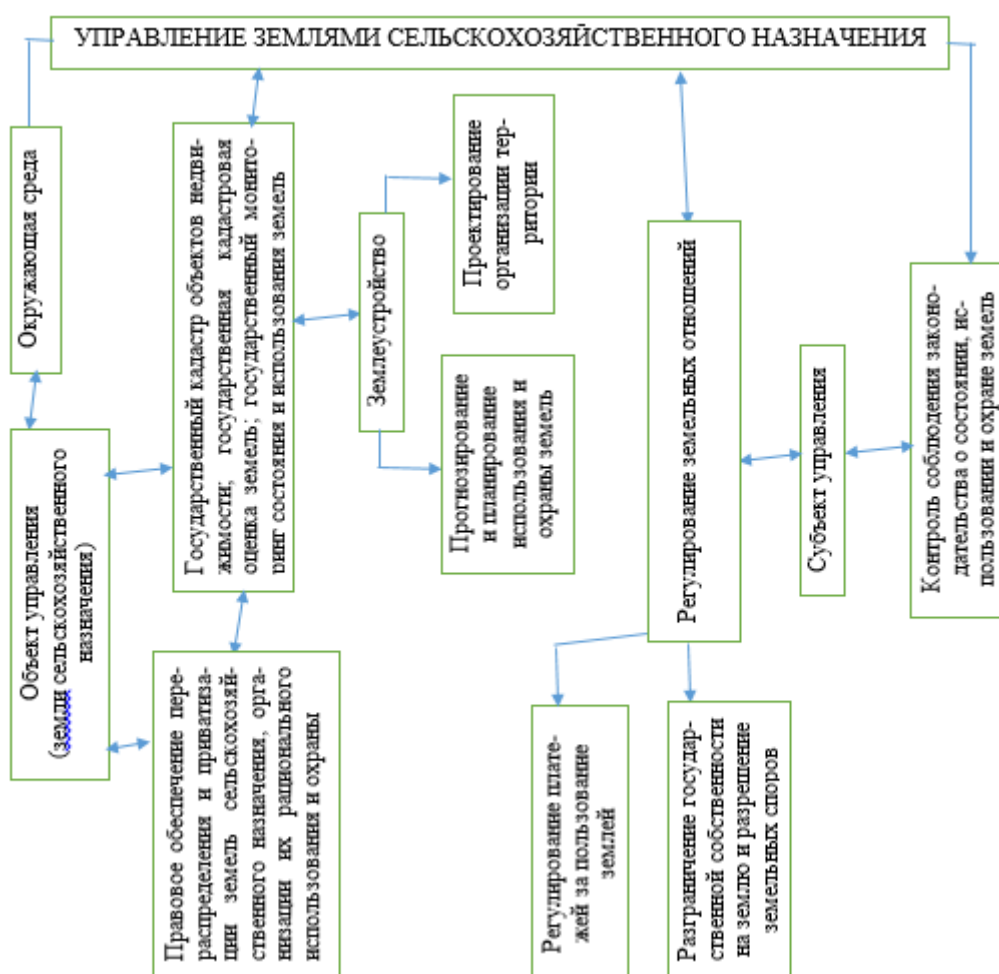 УПРАВЛЕНИЕ ЗЕМЛЯМИ СЕЛЬСКОХОЗЯЙСТВЕННОГО НАЗНАЧЕНИЯ
Окружающая среда
Объект управления
(земли сельскохозяйственного
назначения)
Государственный кадастр объектов недви-
жимости; государственная кадастровая
оценка земель; государственный монито-
ринг состояния и использования земель
Правовое обеспечение пере-
распределения и приватиза-
ции земель сельскохозяй-
ственного назначения, орга-
низации их рационального
использования и охраны
Землеустройство
Проектирование
организации тер-
ритории
Прогнозирование
и планирование
использования и
охраны земель
Регулирование земельных отношений
Регулирование плате-
жей за пользование
землей
Разграничение государ-
ственной собственности
на землю и разрешение
земельных споров
Субъект управления
Контроль соблюдения законо-
дательства о состоянии, ис-
пользовании и охране земель